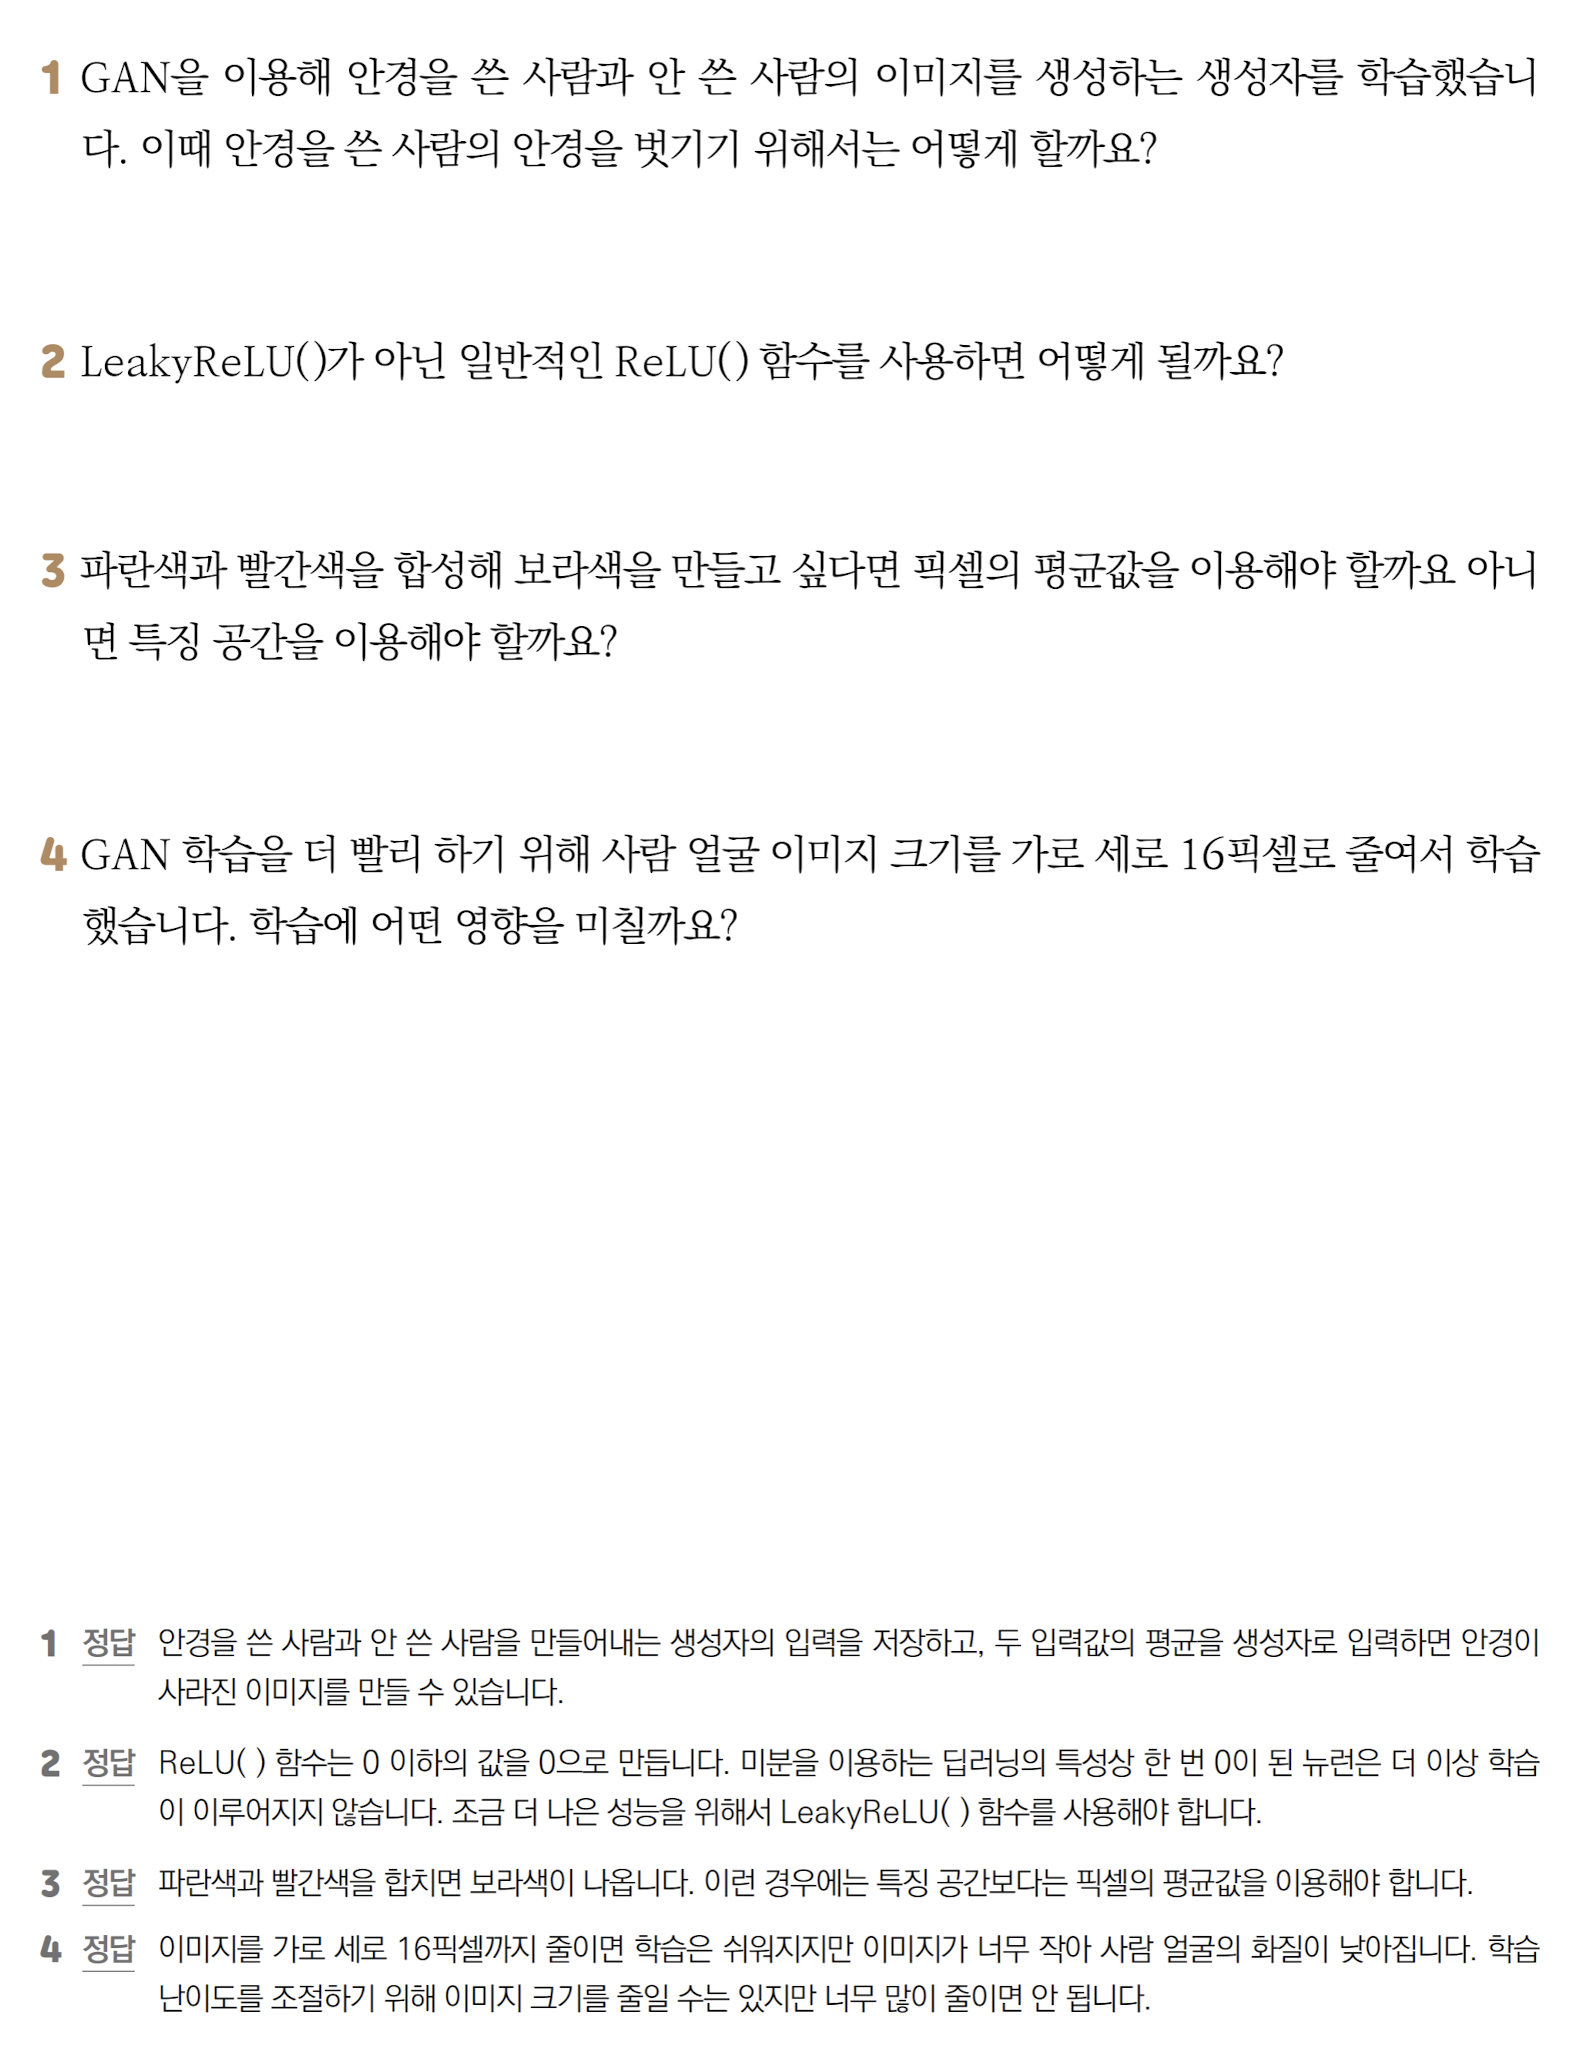 1 GAN을 이용해 안경을 쓴 사람과 안 쓴 사람의 이미지를 생성하는 생성자를 학습했습니
다. 이때 안경을 쓴 사람의 안경을 벗기기 위해서는 어떻게 할까요?
2 LeakyReLU()가 아닌 일반적인 ReLU() 함수를 사용하면 어떻게 될까요?
3 파란색과 빨간색을 합성해 보라색을 만들고 싶다면 픽셀의 평균값을 이용해야 할까요 아니
면 특징 공간을 이용해야 할까요?
4 GAN 학습을 더 빨리 하기 위해 사람 얼굴 이미지 크기를 가로 세로 16픽셀로 줄여서 학습
했습니다. 학습에 어떤 영향을 미칠까요?
1 정답 안경을 쓴 사람과 안 쓴 사람을 만들어내는 생성자의 입력을 저장하고, 두 입력값의 평균을 생성자로 입력하면 안경이
사라진 이미지를 만들 수 있습니다.
2 정답 ReLU( ) 함수는 0 이하의 값을 0으로 만듭니다. 미분을 이용하는 딥러닝의 특성상 한 번 0이 된 뉴런은 더 이상 학습
이 이루어지지 않습니다. 조금 더 나은 성능을 위해서 LeakyReLU( ) 함수를 사용해야 합니다.
3 정답 파란색과 빨간색을 합치면 보라색이 나옵니다. 이런 경우에는 특징 공간보다는 픽셀의 평균값을 이용해야 합니다.
4 정답 이미지를 가로 세로 16픽셀까지 줄이면 학습은 쉬워지지만 이미지가 너무 작아 사람 얼굴의 화질이 낮아집니다. 학습
난이도를 조절하기 위해 이미지 크기를 줄일 수는 있지만 너무 많이 줄이면 안 됩니다.